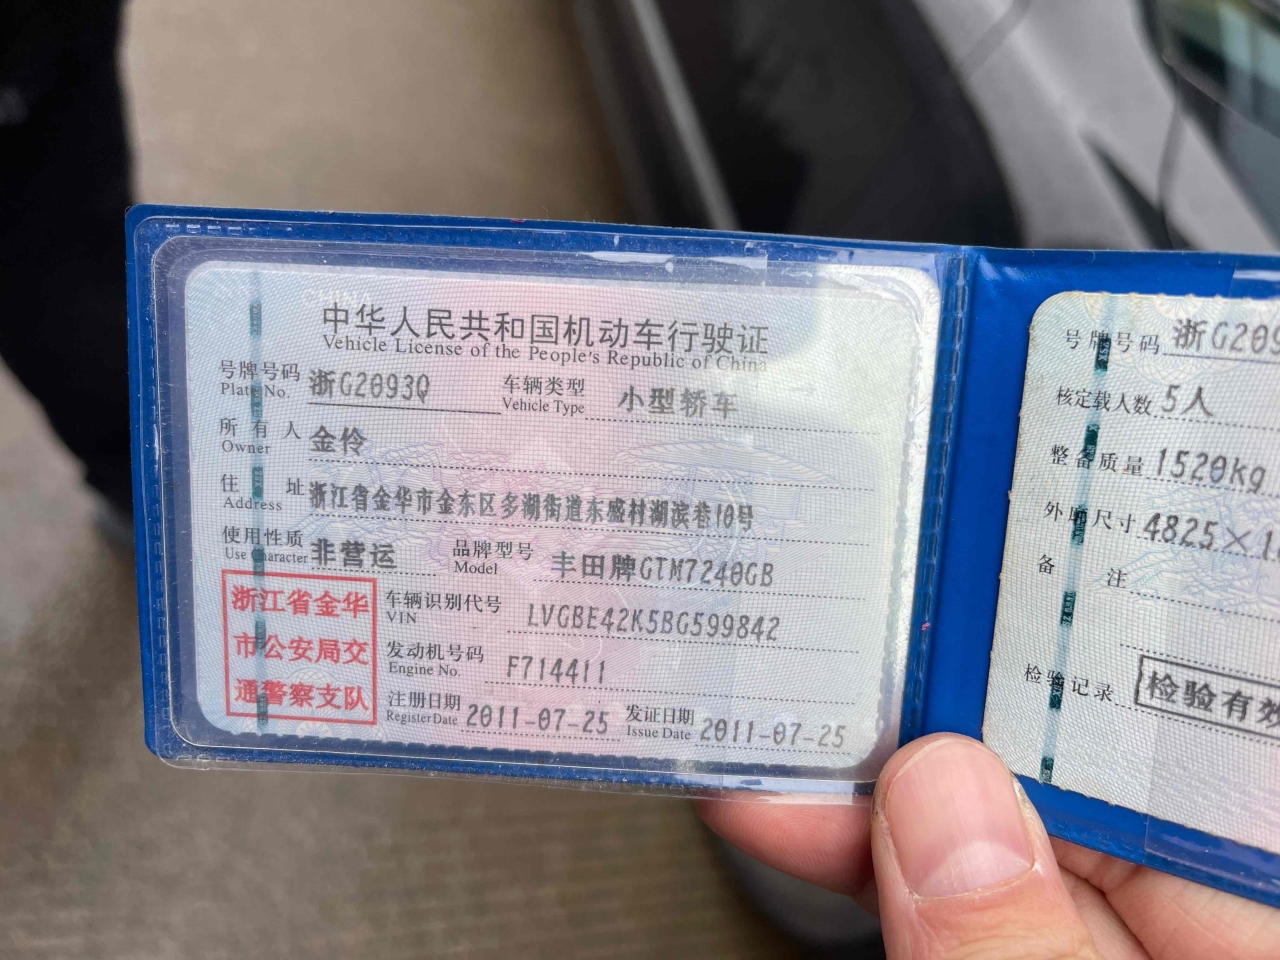 中华人民共和国机动车行驶证
Vehicle License of the People's Republic of China
号牌号码 浙G2093Q 车辆类型 小型轿车
Plate No. Vehicle Type
所有人 金伶
Owner
住址 浙江省金华市金东区多湖街道东盛村湖滨巷10号
Address
使用性质 非营运 品牌型号 丰田牌GTM7240GB
Use Character Model
浙江省金华
市公安局交
通警察支队
车辆识别代号 LVGBE42K5BG599842
VIN
发动机号码 F714411
Engine No.
注册日期 2011-07-25 发证日期 2011-07-25
Register Date Issue Date
号牌号码 浙G209
核定载人数 5人
整备质量 1520kg
外廓尺寸 4825×1
备注
检验记录 检验有效